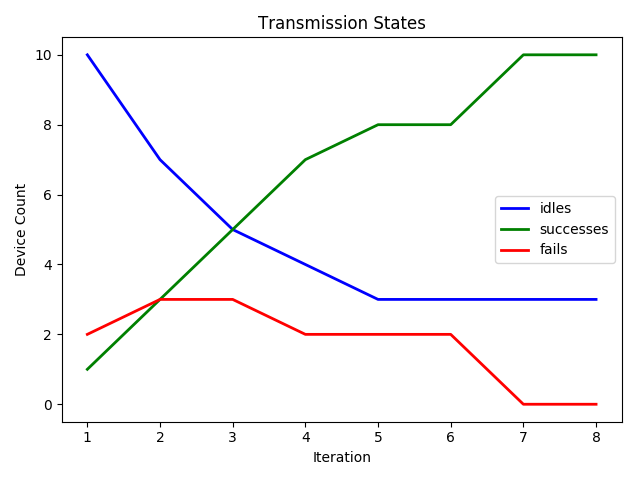 Transmission States
Device Count
10
8
6
4
2
0
idles
successes
fails
1 2 3 4 5 6 7 8
Iteration